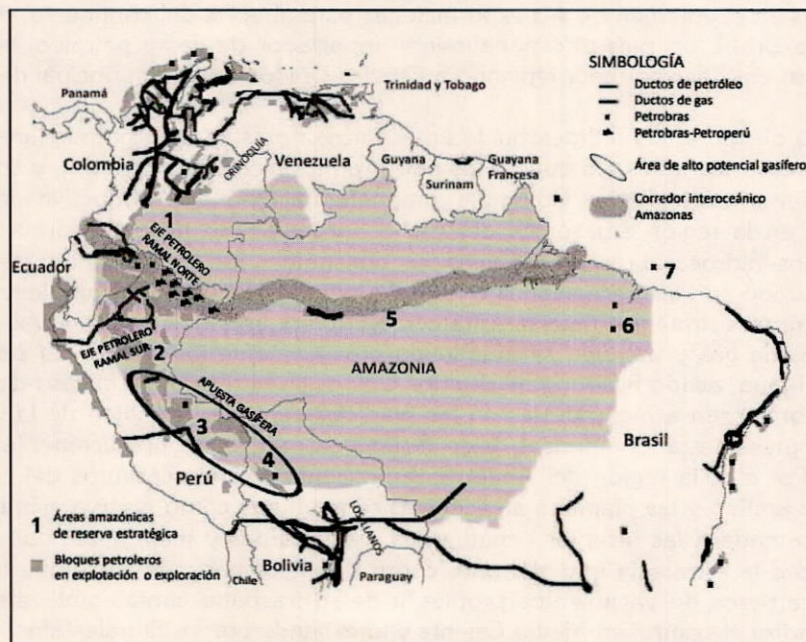 SIMBOLOGÍA
Ductos de petróleo
Ductos de gas
Petrobras
Petrobras-Petroperú
Área de alto potencial gasífero
Corredor interoceánico
Amazonas
Panamá
Trinidad y Tobago
Colombia
ORINOQUÍA
Venezuela
Guyana
Surinam
Guayana
Francesa
1
EJE PETROLERO
RAMAL NORTE
Ecuador
7
5
6
EJE PETROLERO
RAMAL SUR
2
AMAZONIA
APUESTA GASÍFERA
3
4
Brasil
Perú
LOS LLANOS
Bolivia
Chile
Paraguay
1 Áreas amazónicas
de reserva estratégica
Bloques petroleros
en explotación o exploración